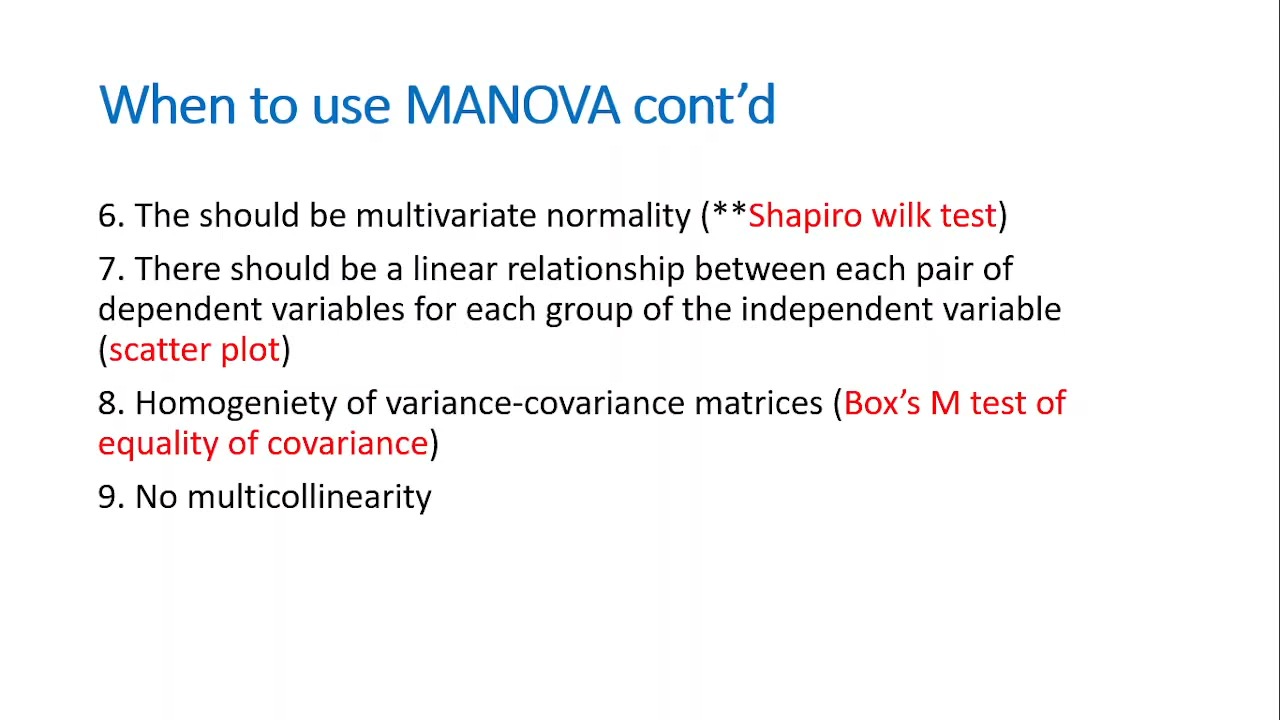 When to use MANOVA cont’d
6. The should be multivariate normality (**Shapiro wilk test)
7. There should be a linear relationship between each pair of
dependent variables for each group of the independent variable
(scatter plot)
8. Homogeniety of variance-covariance matrices (Box’s M test of
equality of covariance)
9. No multicollinearity